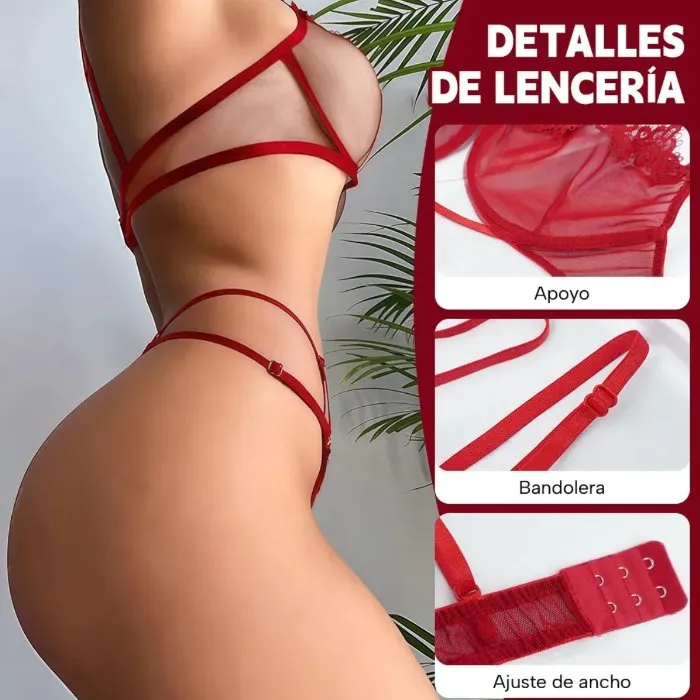 DETALLES
DE LENCERÍA
Apoyo
Bandolera
Ajuste de ancho